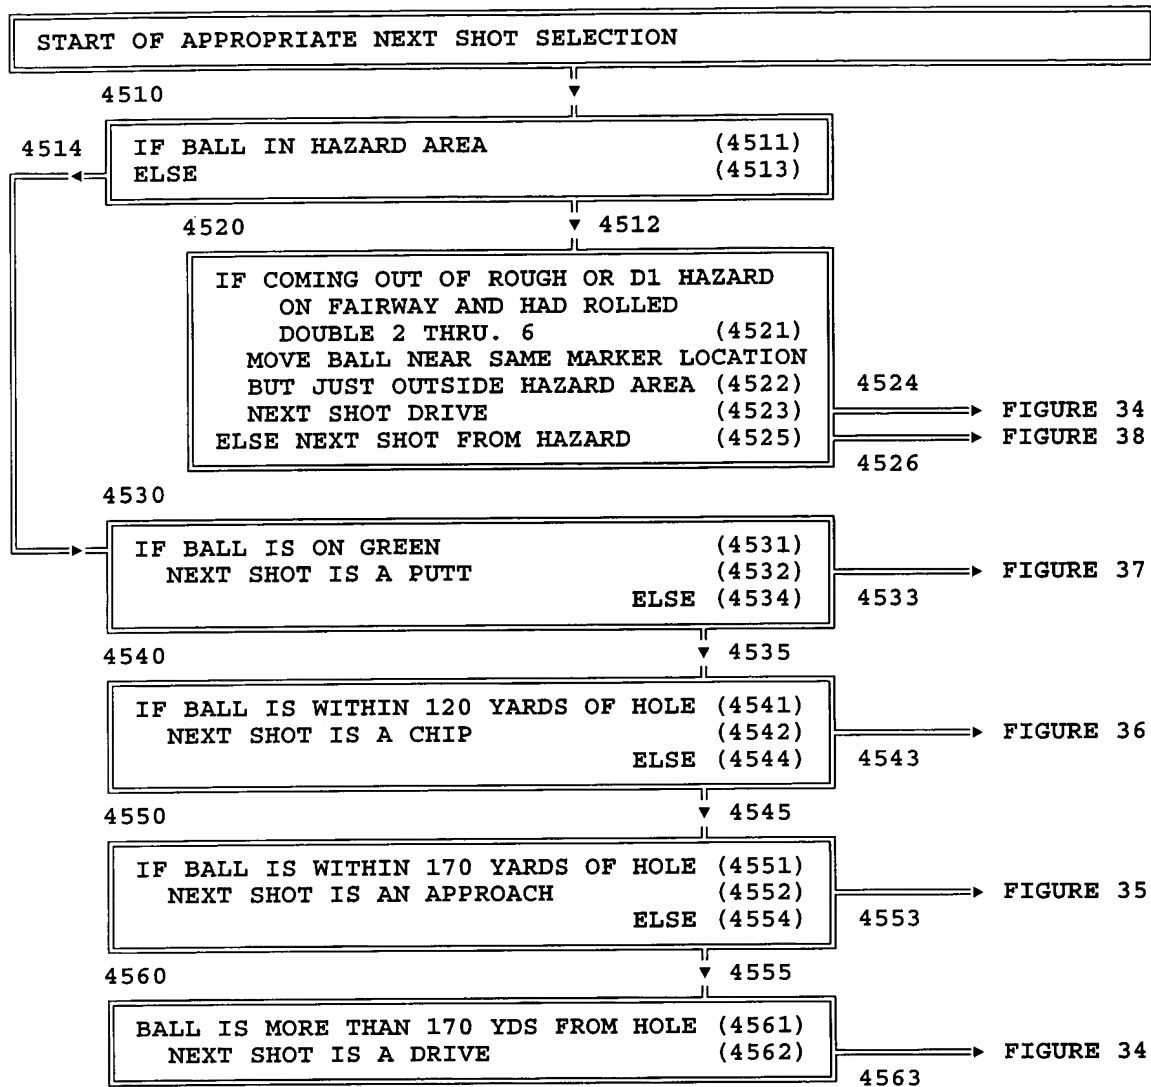 START OF APPROPRIATE NEXT SHOT SELECTION
4510
4514
IF BALL IN HAZARD AREA (4511)
ELSE (4513)
4520
4512
IF COMING OUT OF ROUGH OR D1 HAZARD
ON FAIRWAY AND HAD ROLLED
DOUBLE 2 THRU. 6 (4521)
MOVE BALL NEAR SAME MARKER LOCATION
BUT JUST OUTSIDE HAZARD AREA (4522) 4524
NEXT SHOT DRIVE (4523) FIGURE 34
ELSE NEXT SHOT FROM HAZARD (4525) FIGURE 38
4526
4530
IF BALL IS ON GREEN (4531)
NEXT SHOT IS A PUTT (4532) FIGURE 37
ELSE (4534) 4533
4540
4535
IF BALL IS WITHIN 120 YARDS OF HOLE (4541)
NEXT SHOT IS A CHIP (4542) FIGURE 36
ELSE (4544) 4543
4550
4545
IF BALL IS WITHIN 170 YARDS OF HOLE (4551)
NEXT SHOT IS AN APPROACH (4552) FIGURE 35
ELSE (4554) 4553
4560
4555
BALL IS MORE THAN 170 YDS FROM HOLE (4561)
NEXT SHOT IS A DRIVE (4562) FIGURE 34
4563